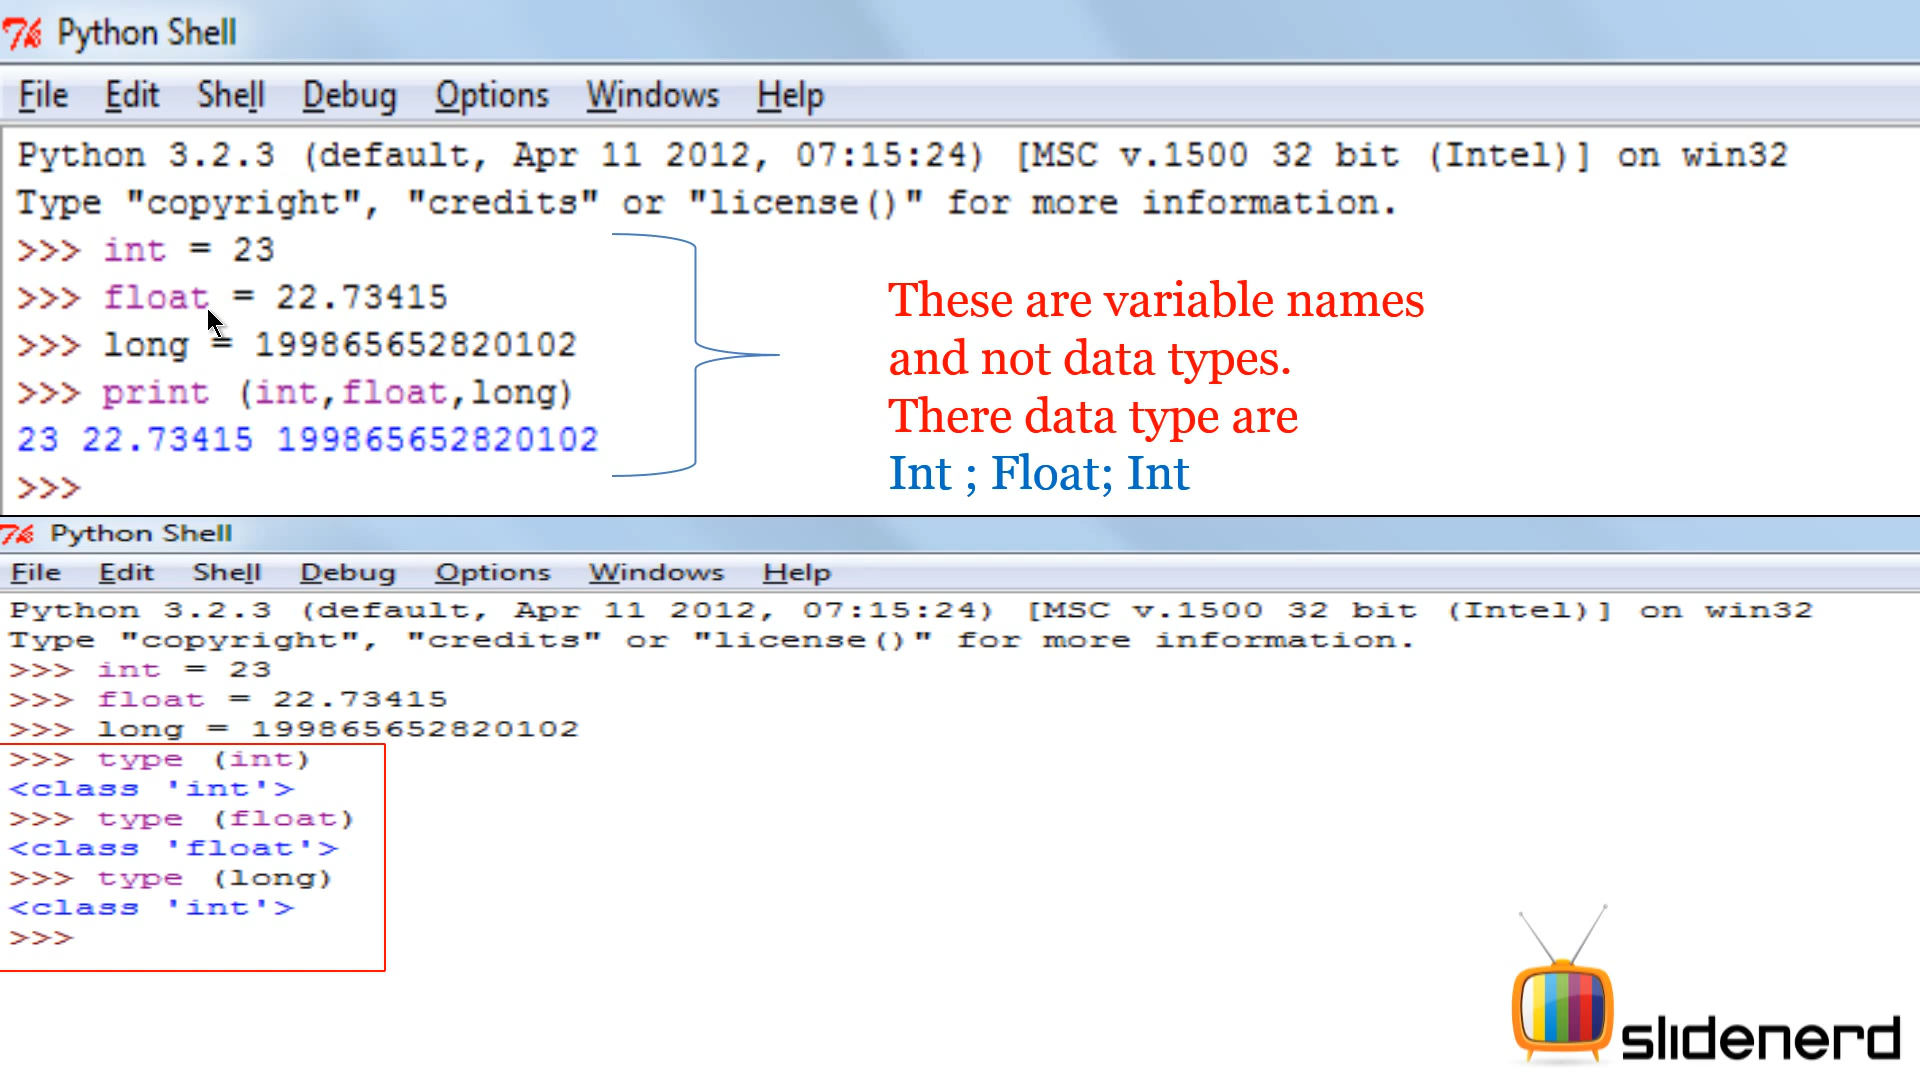 Python Shell
File Edit Shell Debug Options Windows Help
Python 3.2.3 (default, Apr 11 2012, 07:15:24) [MSC v.1500 32 bit (Intel)] on win32
Type "copyright", "credits" or "license()" for more information.
>>> int = 23
>>> float = 22.73415
>>> long = 199865652820102
>>> print (int,float,long)
23 22.73415 199865652820102
>>>
These are variable names
and not data types.
There data type are
Int ; Float; Int
Python Shell
File Edit Shell Debug Options Windows Help
Python 3.2.3 (default, Apr 11 2012, 07:15:24) [MSC v.1500 32 bit (Intel)] on win32
Type "copyright", "credits" or "license()" for more information.
>>> int = 23
>>> float = 22.73415
>>> long = 199865652820102
>>> type (int)
<class 'int'>
>>> type (float)
<class 'float'>
>>> type (long)
<class 'int'>
>>>
slidenerd